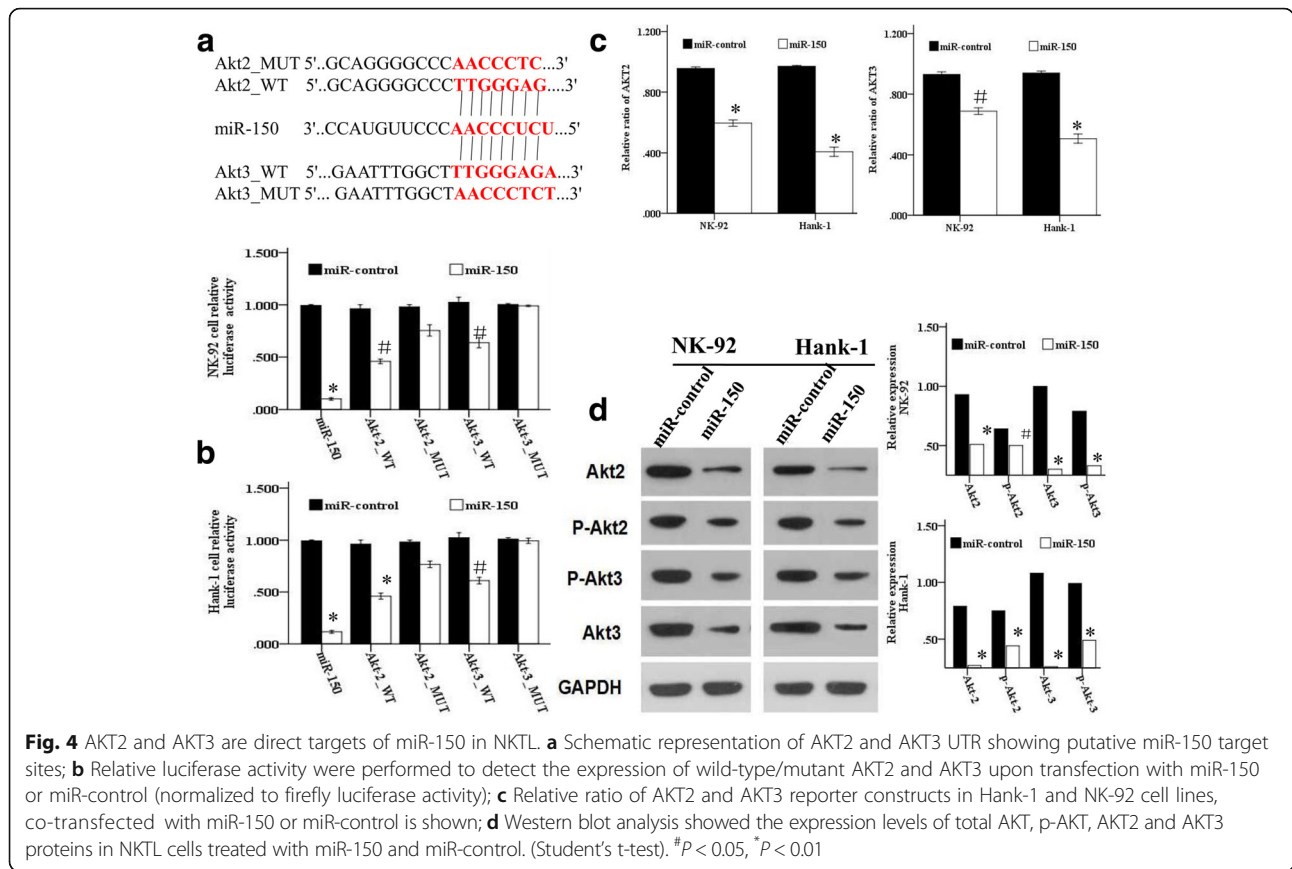 a
Akt2_MUT 5'..GCAGGGGCCCAACCCTC...3'
Akt2_WT 5'..GCAGGGGCCCTTGGGAG....3'
miR-150 3'..CCAUGUUCCCAACCCUCU...5'
Akt3_WT 5'...GAATTTGGCTTTGGGAGA...3'
Akt3_MUT 5'... GAATTTGGCTAACCCTCT...3'
c
1.200
.800
.400
.000
Relative ratio of AKT2
miR-control miR-150
*
*
NK-92 Hank-1
1.200
.800
.400
.000
Relative ratio of AKT3
miR-control miR-150
#
*
NK-92 Hank-1
b
1.500
1.000
.500
.000
NK-92 cell relative
luciferase activity
miR-control miR-150
*
#
#
miR-150 Akt-2_WT Akt-2_MUT Akt-3_WT Akt-3_MUT
1.500
1.000
.500
.000
Hank-1 cell relative
luciferase activity
miR-control miR-150
*
*
#
miR-150 Akt-2_WT Akt-2_MUT Akt-3_WT Akt-3_MUT
d
NK-92 Hank-1
miR-control miR-150 miR-control miR-150
Akt2
P-Akt2
P-Akt3
Akt3
GAPDH
1.50
1.00
.50
Relative expression
NK-92
miR-control miR-150
* # * *
Akt2 p-Akt2 Akt3 p-Akt3
1.50
1.00
.50
Relative expression
Hank-1
miR-control miR-150
* * * *
Akt-2 p-Akt-2 Akt-3 p-Akt-3
Fig. 4 AKT2 and AKT3 are direct targets of miR-150 in NKTL. a Schematic representation of AKT2 and AKT3 UTR showing putative miR-150 target
sites; b Relative luciferase activity were performed to detect the expression of wild-type/mutant AKT2 and AKT3 upon transfection with miR-150
or miR-control (normalized to firefly luciferase activity); c Relative ratio of AKT2 and AKT3 reporter constructs in Hank-1 and NK-92 cell lines,
co-transfected with miR-150 or miR-control is shown; d Western blot analysis showed the expression levels of total AKT, p-AKT, AKT2 and AKT3
proteins in NKTL cells treated with miR-150 and miR-control. (Student's t-test). #P < 0.05, *P < 0.01